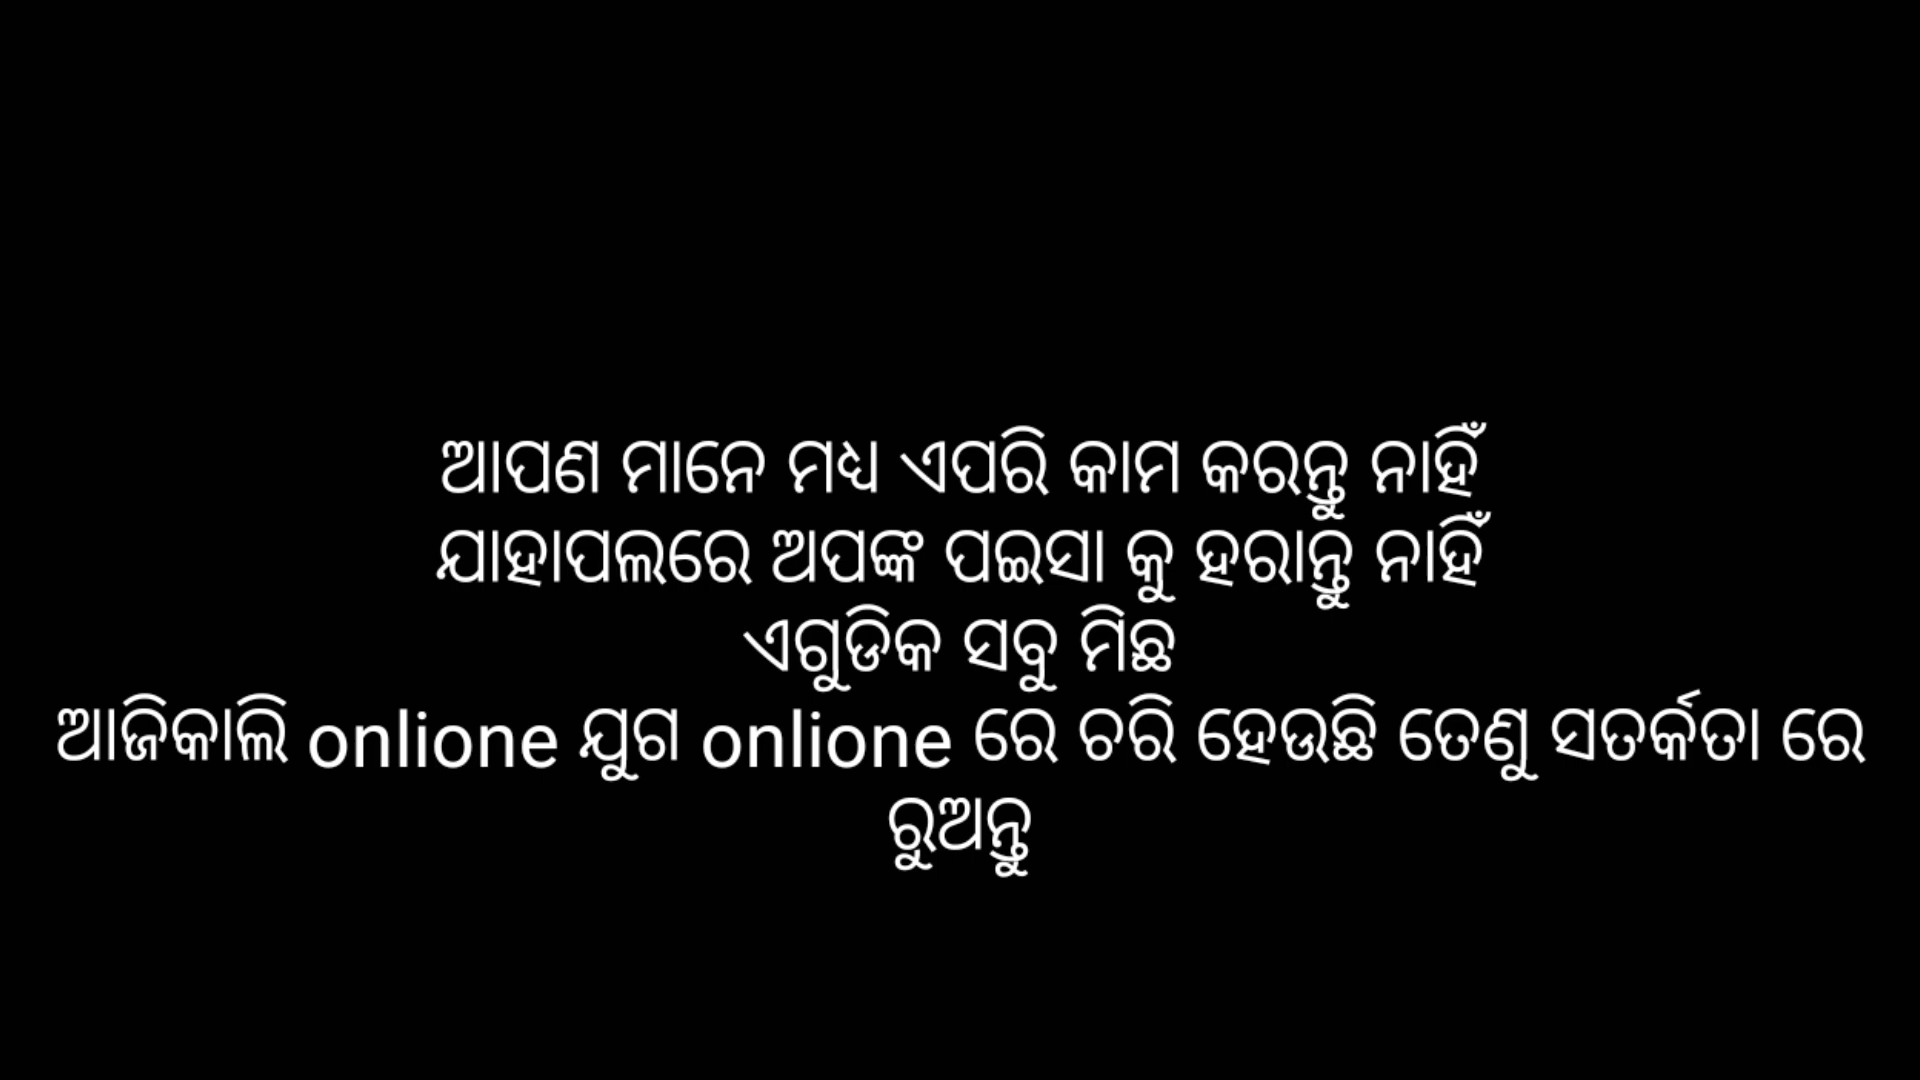 ଆପଣ ମାନେ ମଧ୍ୟ ଏପରି କାମ କରନ୍ତୁ ନାହିଁ
ଯାହାପଲରେ ଅପଙ୍କ ପଇସା କୁ ହରାନ୍ତୁ ନାହିଁ
ଏଗୁଡିକ ସବୁ ମିଛ
ଆଜିକାଲି onlione ଯୁଗ onlione ରେ ଚରି ହେଉଛି ତେଣୁ ସତର୍କତା ରେ
ରୁଅନ୍ତୁ